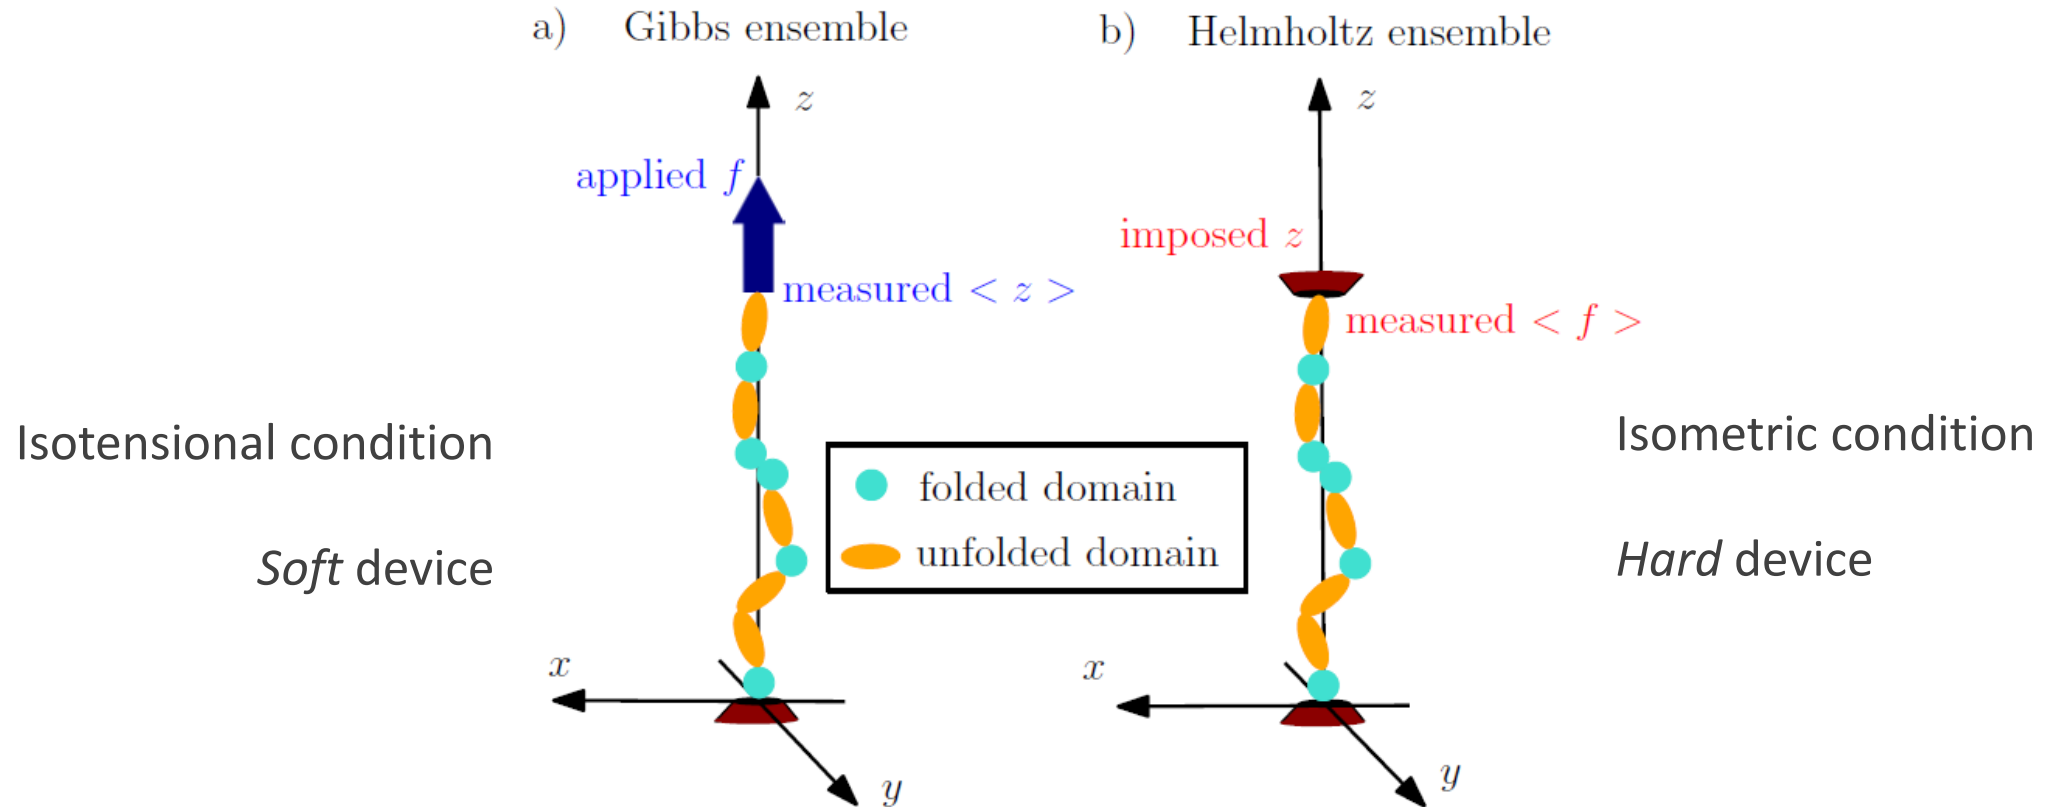 a) Gibbs ensemble
b) Helmholtz ensemble
z
z
applied f
imposed z
measured < z >
measured < f >
Isotensional condition
Isometric condition
folded domain
unfolded domain
Soft device
Hard device
x
x
y
y